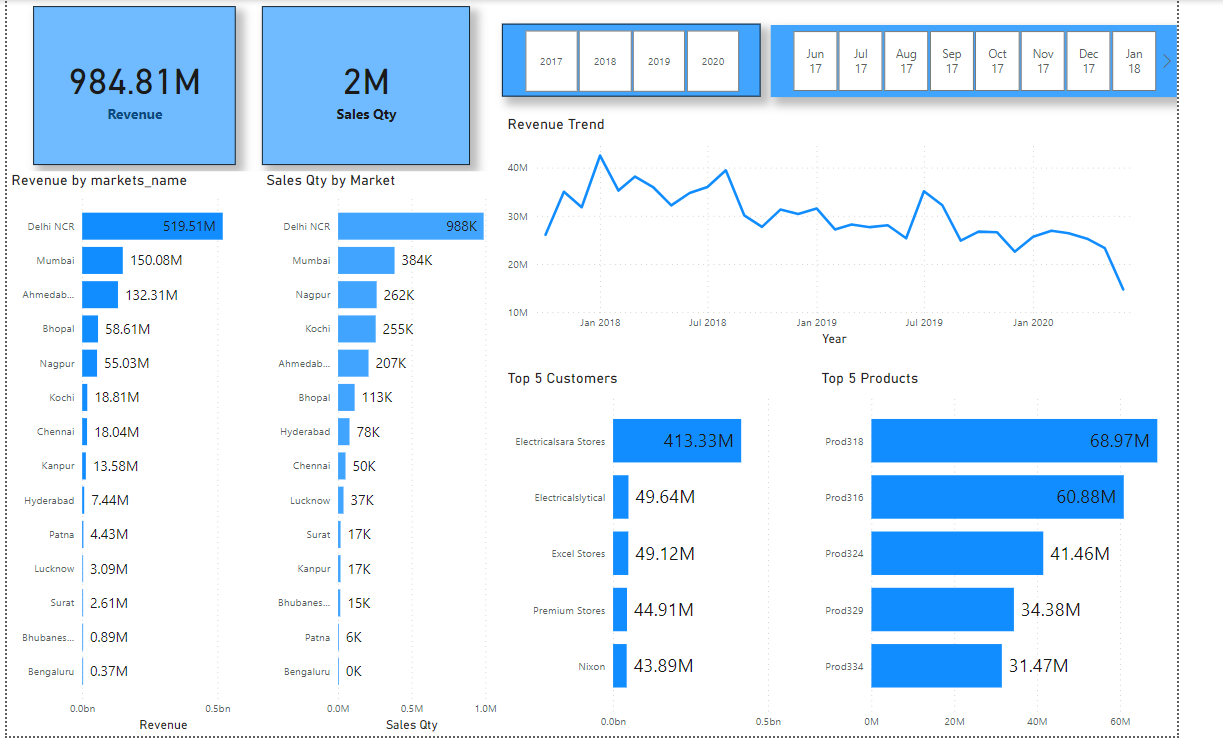 984.81M
Revenue
2M
Sales Qty
2017 2018 2019 2020
Jun 17 Jul 17 Aug 17 Sep 17 Oct 17 Nov 17 Dec 17 Jan 18
Revenue by markets_name
Delhi NCR 519.51M
Mumbai 150.08M
Ahmedab... 132.31M
Bhopal 58.61M
Nagpur 55.03M
Kochi 18.81M
Chennai 18.04M
Kanpur 13.58M
Hyderabad 7.44M
Patna 4.43M
Lucknow 3.09M
Surat 2.61M
Bhubanes... 0.89M
Bengaluru 0.37M
0.0bn 0.5bn
Revenue
Sales Qty by Market
Delhi NCR 988K
Mumbai 384K
Nagpur 262K
Kochi 255K
Ahmedab... 207K
Bhopal 113K
Hyderabad 78K
Chennai 50K
Lucknow 37K
Surat 17K
Kanpur 17K
Bhubanes... 15K
Patna 6K
Bengaluru 0K
0.0M 0.5M 1.0M
Sales Qty
Revenue Trend
40M
30M
20M
10M
Jan 2018 Jul 2018 Jan 2019 Jul 2019 Jan 2020
Year
Top 5 Customers
Electricalsara Stores 413.33M
Electricalslytical 49.64M
Excel Stores 49.12M
Premium Stores 44.91M
Nixon 43.89M
0.0bn 0.5bn
Top 5 Products
Prod318 68.97M
Prod316 60.88M
Prod324 41.46M
Prod329 34.38M
Prod334 31.47M
0M 20M 40M 60M